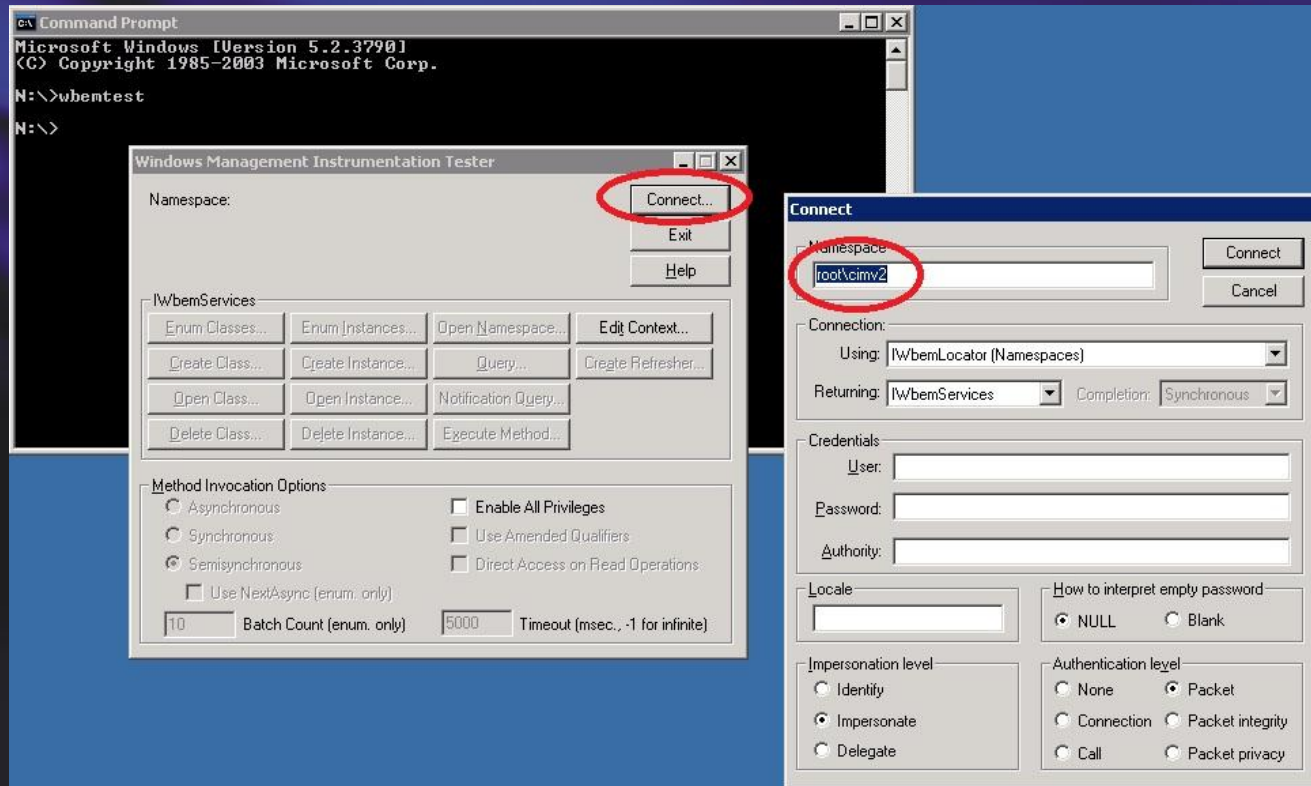 Command Prompt
Microsoft Windows [Version 5.2.3790]
(C) Copyright 1985-2003 Microsoft Corp.
N:\>wbemtest
N:\>
Windows Management Instrumentation Tester
Namespace:
Connect...
Exit
Help
IWbemServices
Enum Classes... Enum Instances... Open Namespace... Edit Context...
Create Class... Create Instance... Query... Create Refresher...
Open Class... Open Instance... Notification Query...
Delete Class... Delete Instance... Execute Method...
Method Invocation Options
Asynchronous Enable All Privileges
Synchronous Use Amended Qualifiers
Semisynchronous Direct Access on Read Operations
Use NextAsync (enum. only)
10 Batch Count (enum. only) 5000 Timeout (msec., -1 for infinite)
Connect
Namespace
root\cimv2
Connect
Cancel
Connection:
Using: IWbemLocator (Namespaces)
Returning: IWbemServices Completion: Synchronous
Credentials
User:
Password:
Authority:
Locale
How to interpret empty password
NULL Blank
Impersonation level
Identify
Impersonate
Delegate
Authentication level
None Packet
Connection Packet integrity
Call Packet privacy